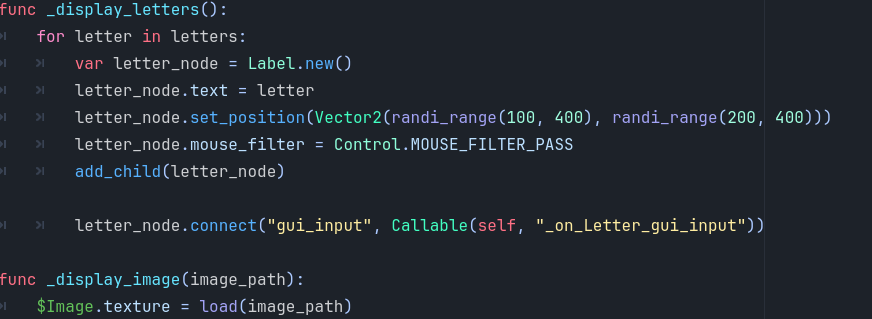 func _display_letters():
for letter in letters:
var letter_node = Label.new()
letter_node.text = letter
letter_node.set_position(Vector2(randi_range(100, 400), randi_range(200, 400)))
letter_node.mouse_filter = Control.MOUSE_FILTER_PASS
add_child(letter_node)
letter_node.connect("gui_input", Callable(self, "_on_Letter_gui_input"))
func _display_image(image_path):
$Image.texture = load(image_path)